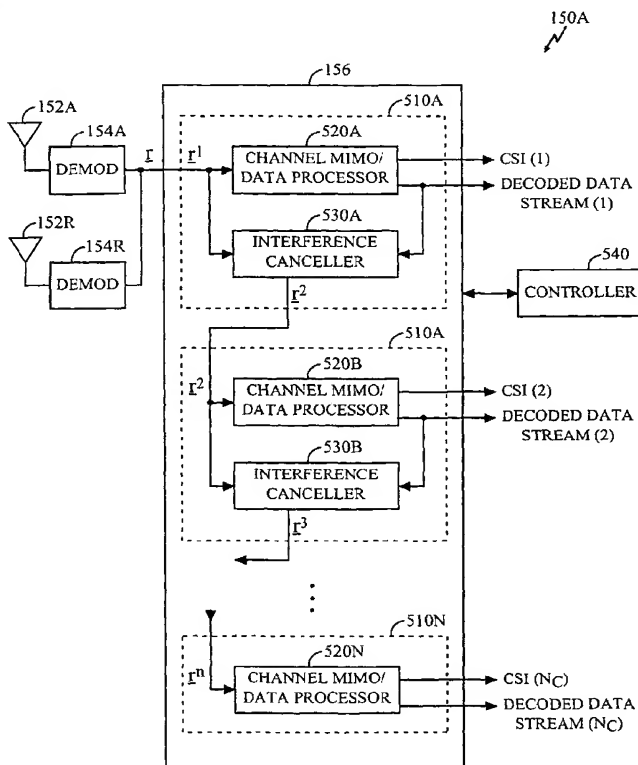 150A
156
152A
154A
DEMOD
r
r¹
510A
520A
CHANNEL MIMO/
DATA PROCESSOR
CSI (1)
DECODED DATA
STREAM (1)
152R
154R
DEMOD
530A
INTERFERENCE
CANCELLER
r²
540
CONTROLLER
510A
520B
r²
CHANNEL MIMO/
DATA PROCESSOR
CSI (2)
DECODED DATA
STREAM (2)
530B
INTERFERENCE
CANCELLER
r³
510N
520N
rⁿ
CHANNEL MIMO/
DATA PROCESSOR
CSI (NC)
DECODED DATA
STREAM (NC)